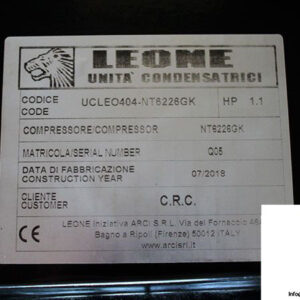 LEONE
UNITA' CONDENSATRICI
CODICE CODE UCLEO404-NT6226GK HP 1.1
COMPRESSORE/COMPRESSOR NT6226GK
MATRICOLA/SERIAL NUMBER Q05
DATA DI FABBRICAZIONE CONSTRUCTION YEAR 07/2018
CLIENTE CUSTOMER C.R.C.
LEONE Iniziativa ARCI S.R.L. Via del Fornaccio
Bagno a Ripoli (Firenze) 50012 ITALY
www.arcisrl.it
CE